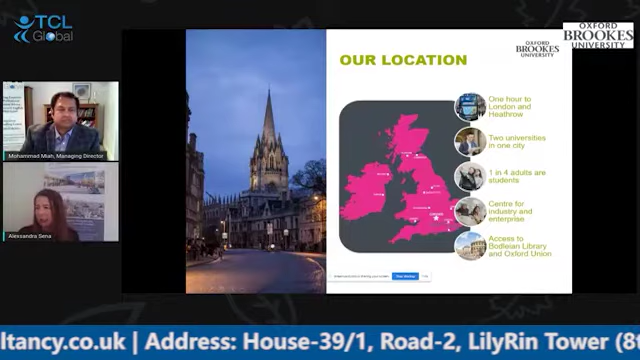 TCL
Global
OXFORD
BROOKES
UNIVERSITY
OXFORD
BROOKES
UNIVERSITY
OUR LOCATION
One hour to
London and
Heathrow
Two universities
in one city
1 in 4 adults are
students
Centre for
industry and
enterprise
Access to
Bodleian Library
and Oxford Union
Mohammed Miah, Managing Director
Alexsandra Sena
ltancy.co.uk | Address: House-39/1, Road-2, LilyRin Tower (8